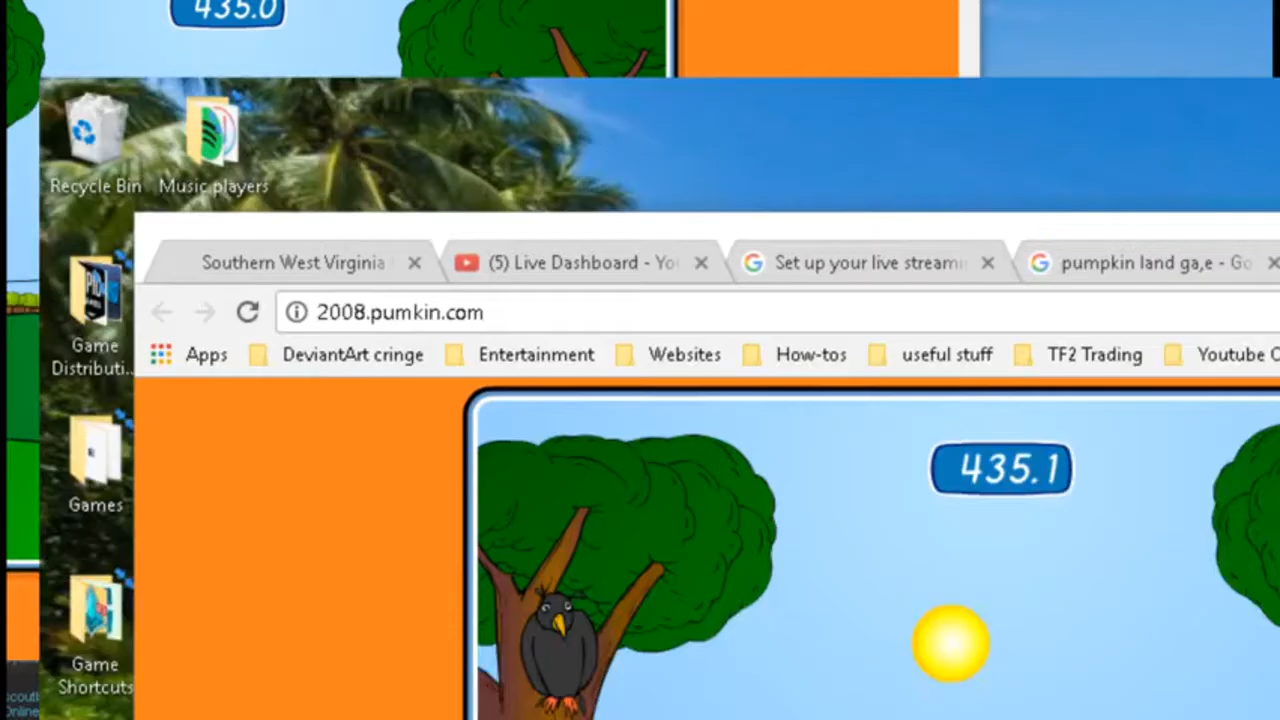 435.0
Recycle Bin
Music players
Southern West Virginia
(5) Live Dashboard - Yo
Set up your live streami
pumpkin land ga,e - Go
2008.pumkin.com
Apps
DeviantArt cringe
Entertainment
Websites
How-tos
useful stuff
TF2 Trading
Youtube C
Game
Distributi...
435.1
Games
Game
Shortcuts
Online